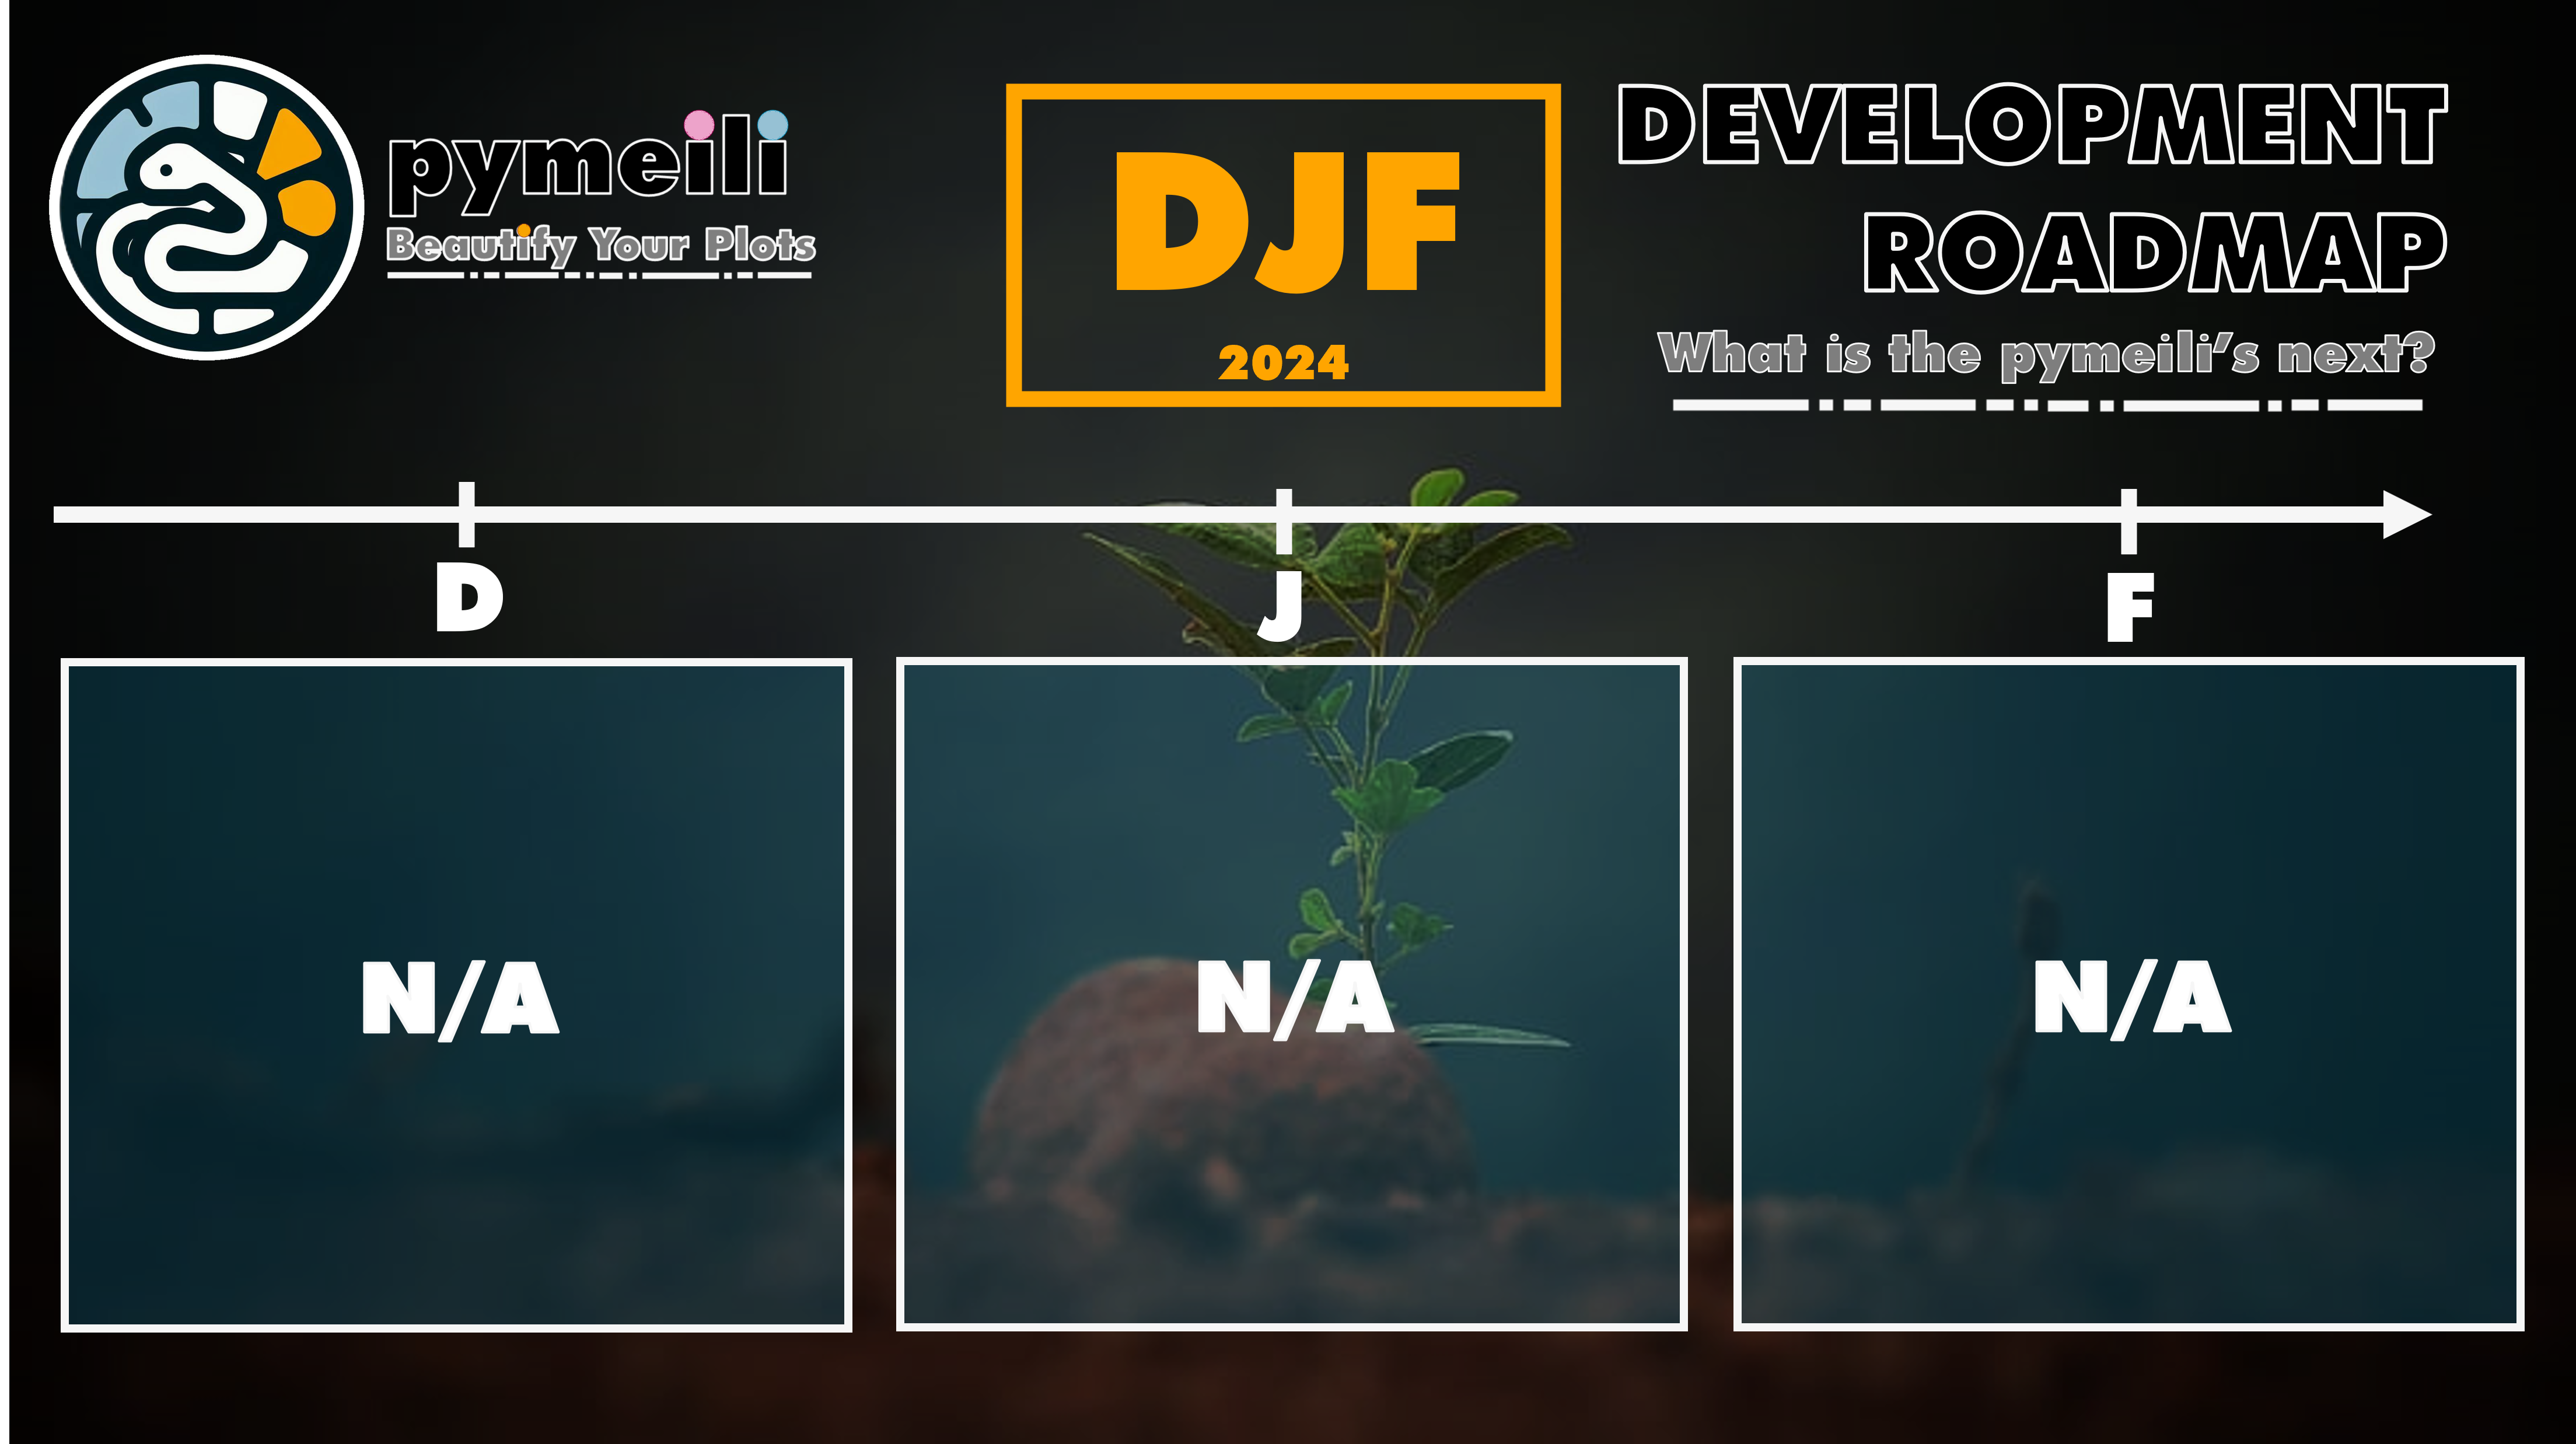 pymeili
Beautify Your Plots
DJF
2024
DEVELOPMENT
ROADMAP
What is the pymeili's next?
D
J
F
N/A
N/A
N/A